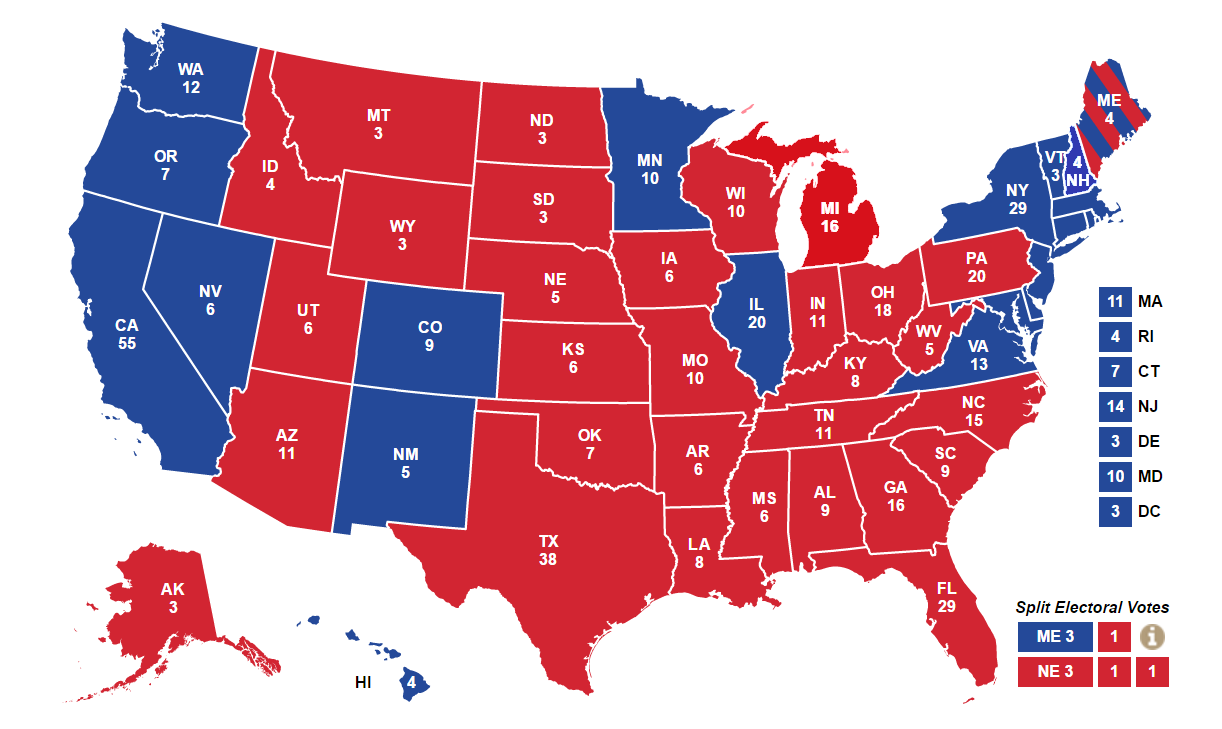 WA
12
OR
7
CA
55
NV
6
ID
4
MT
3
WY
3
UT
6
AZ
11
CO
9
NM
5
ND
3
SD
3
NE
5
KS
6
OK
7
TX
38
MN
10
IA
6
MO
10
AR
6
LA
8
WI
10
IL
20
MI
16
IN
11
OH
18
KY
8
TN
11
MS
6
AL
9
GA
16
FL
29
SC
9
NC
15
VA
13
WV
5
PA
20
NY
29
VT
3
4
NH
ME
4
AK
3
HI
4
11 MA
4 RI
7 CT
14 NJ
3 DE
10 MD
3 DC
Split Electoral Votes
ME 3 1 i
NE 3 1 1